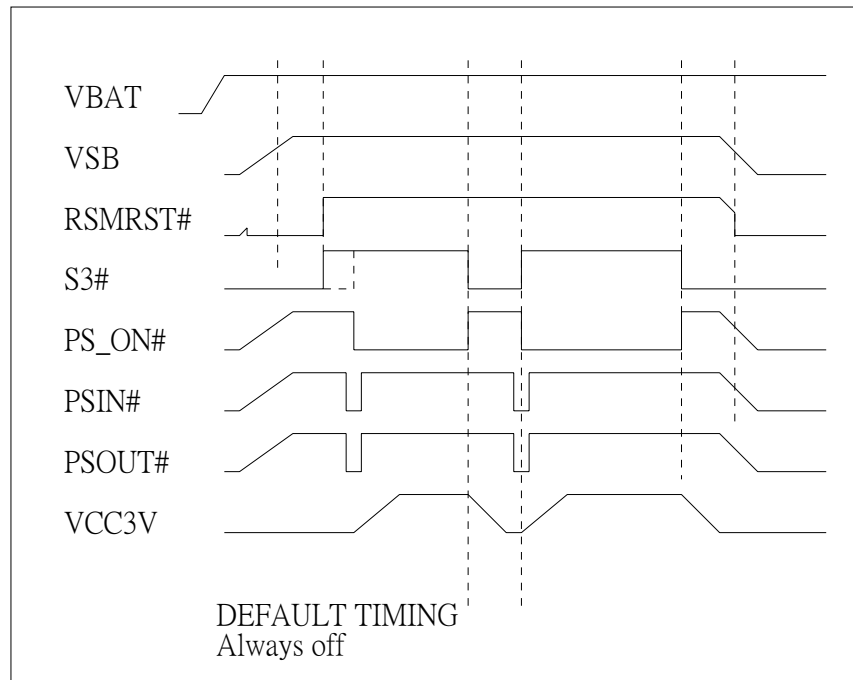 VBAT
VSB
RSMRST#
S3#
PS_ON#
PSIN#
PSOUT#
VCC3V
DEFAULT TIMING
Always off